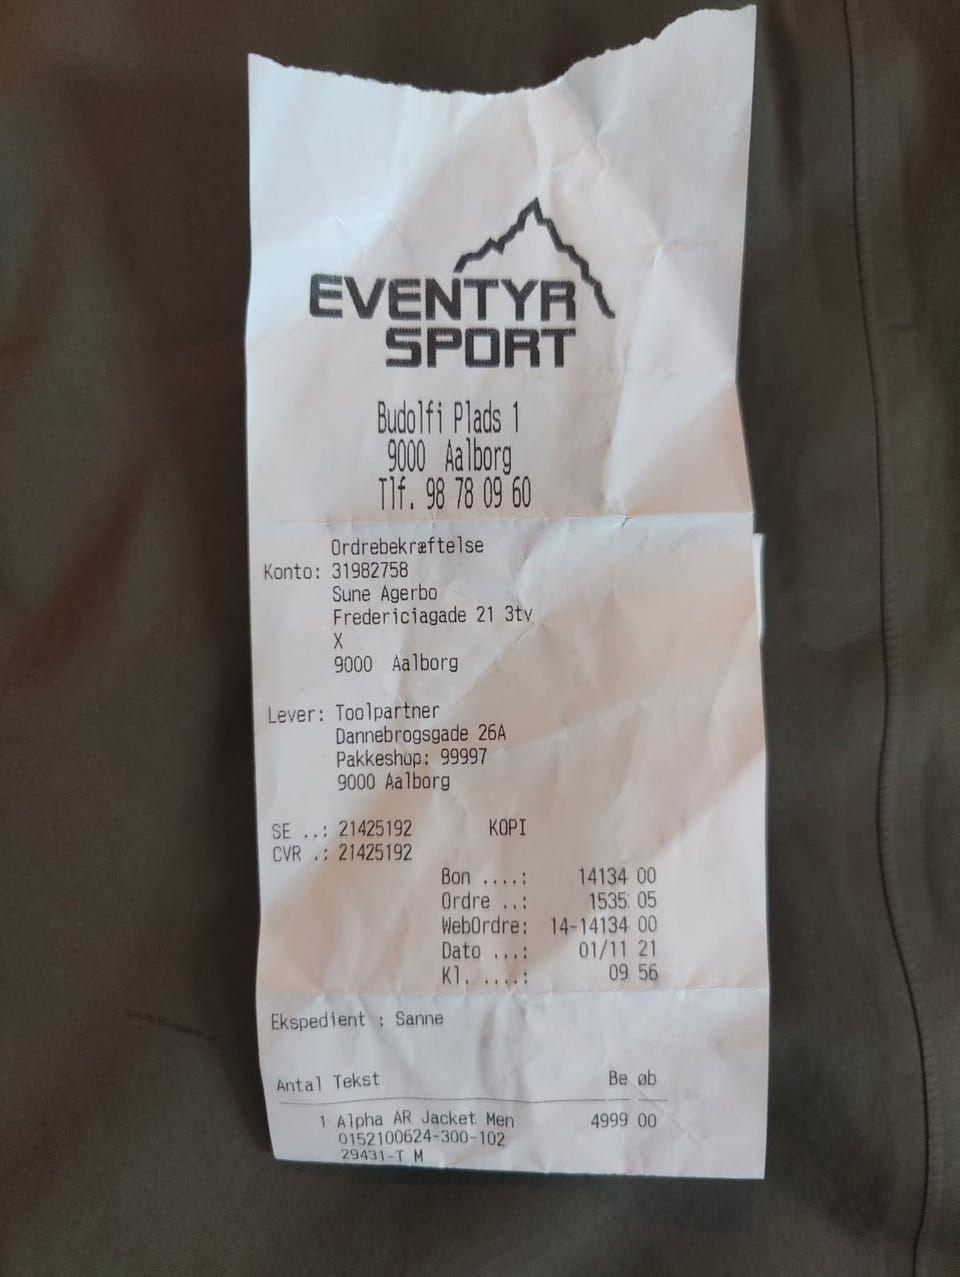 EVENTYR
SPORT
Budolfi Plads 1
9000 Aalborg
Tlf. 98 78 09 60
Ordrebekræftelse
Konto: 31982758
Sune Agerbo
Fredericiagade 21 3tv
X
9000 Aalborg
Lever: Toolpartner
Dannebrogsgade 26A
Pakkeshop: 99997
9000 Aalborg
SE ..: 21425192 KOPI
CVR .: 21425192
Bon ....: 14134 00
Ordre ..: 1535 05
WebOrdre: 14-14134 00
Dato ...: 01/11 21
Kl. ....: 09 56
Ekspedient : Sanne
Antal Tekst Be øb
1 Alpha AR Jacket Men 4999 00
0152100624-300-102
29431-T M